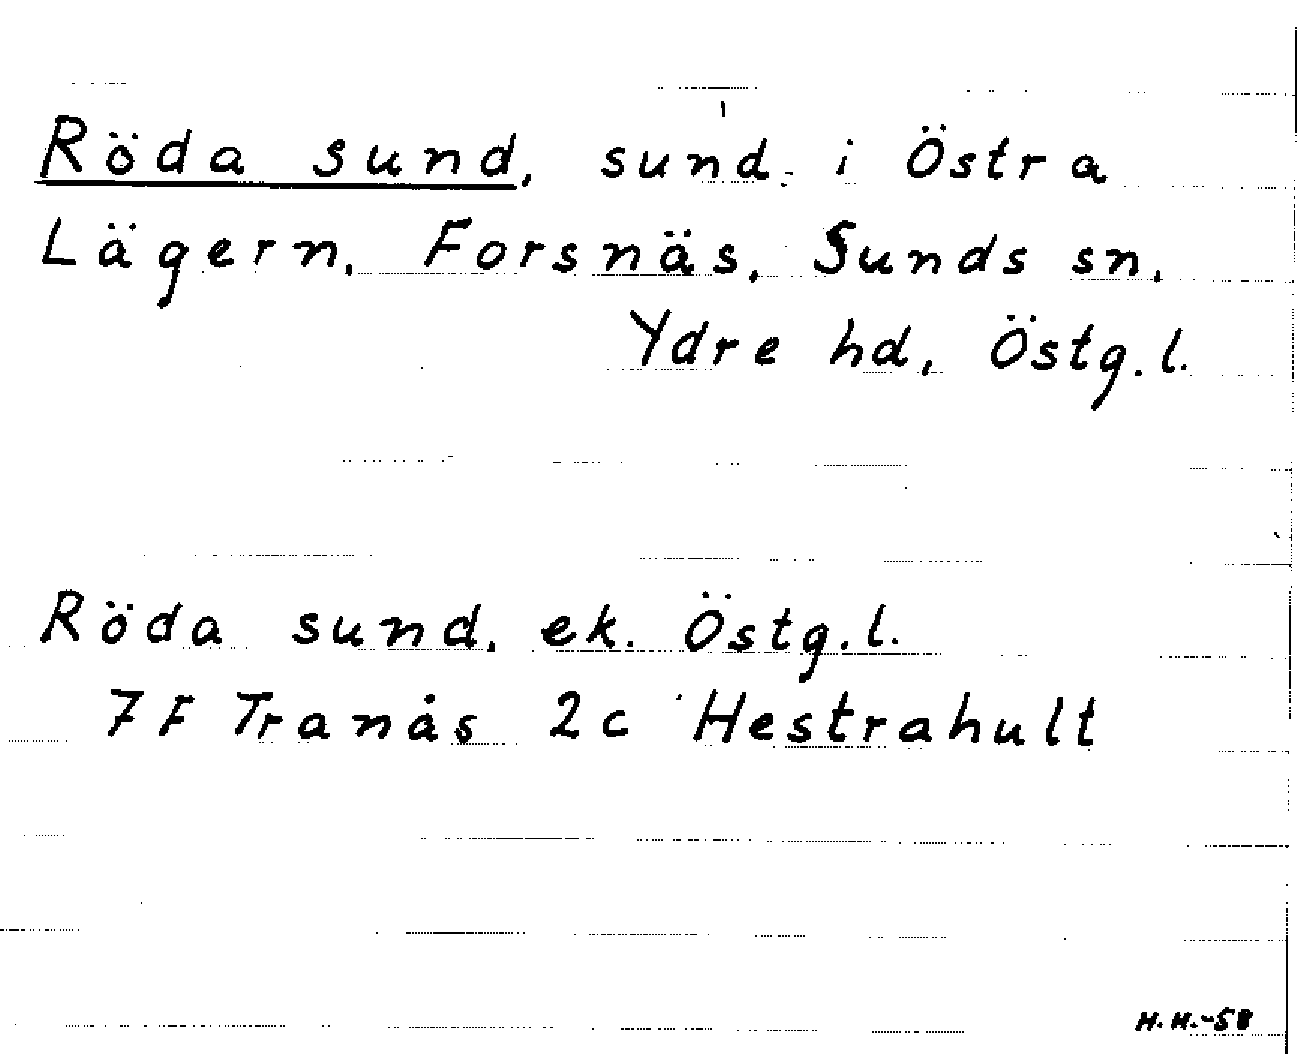 Röda sund, sund i Östra
Lägern, Forsnäs, Sunds sn,
Ydre hd, Östg.l.
Röda sund, ek. Östg.l.
7F Tranås 2c Hestrahult
H.H.-58